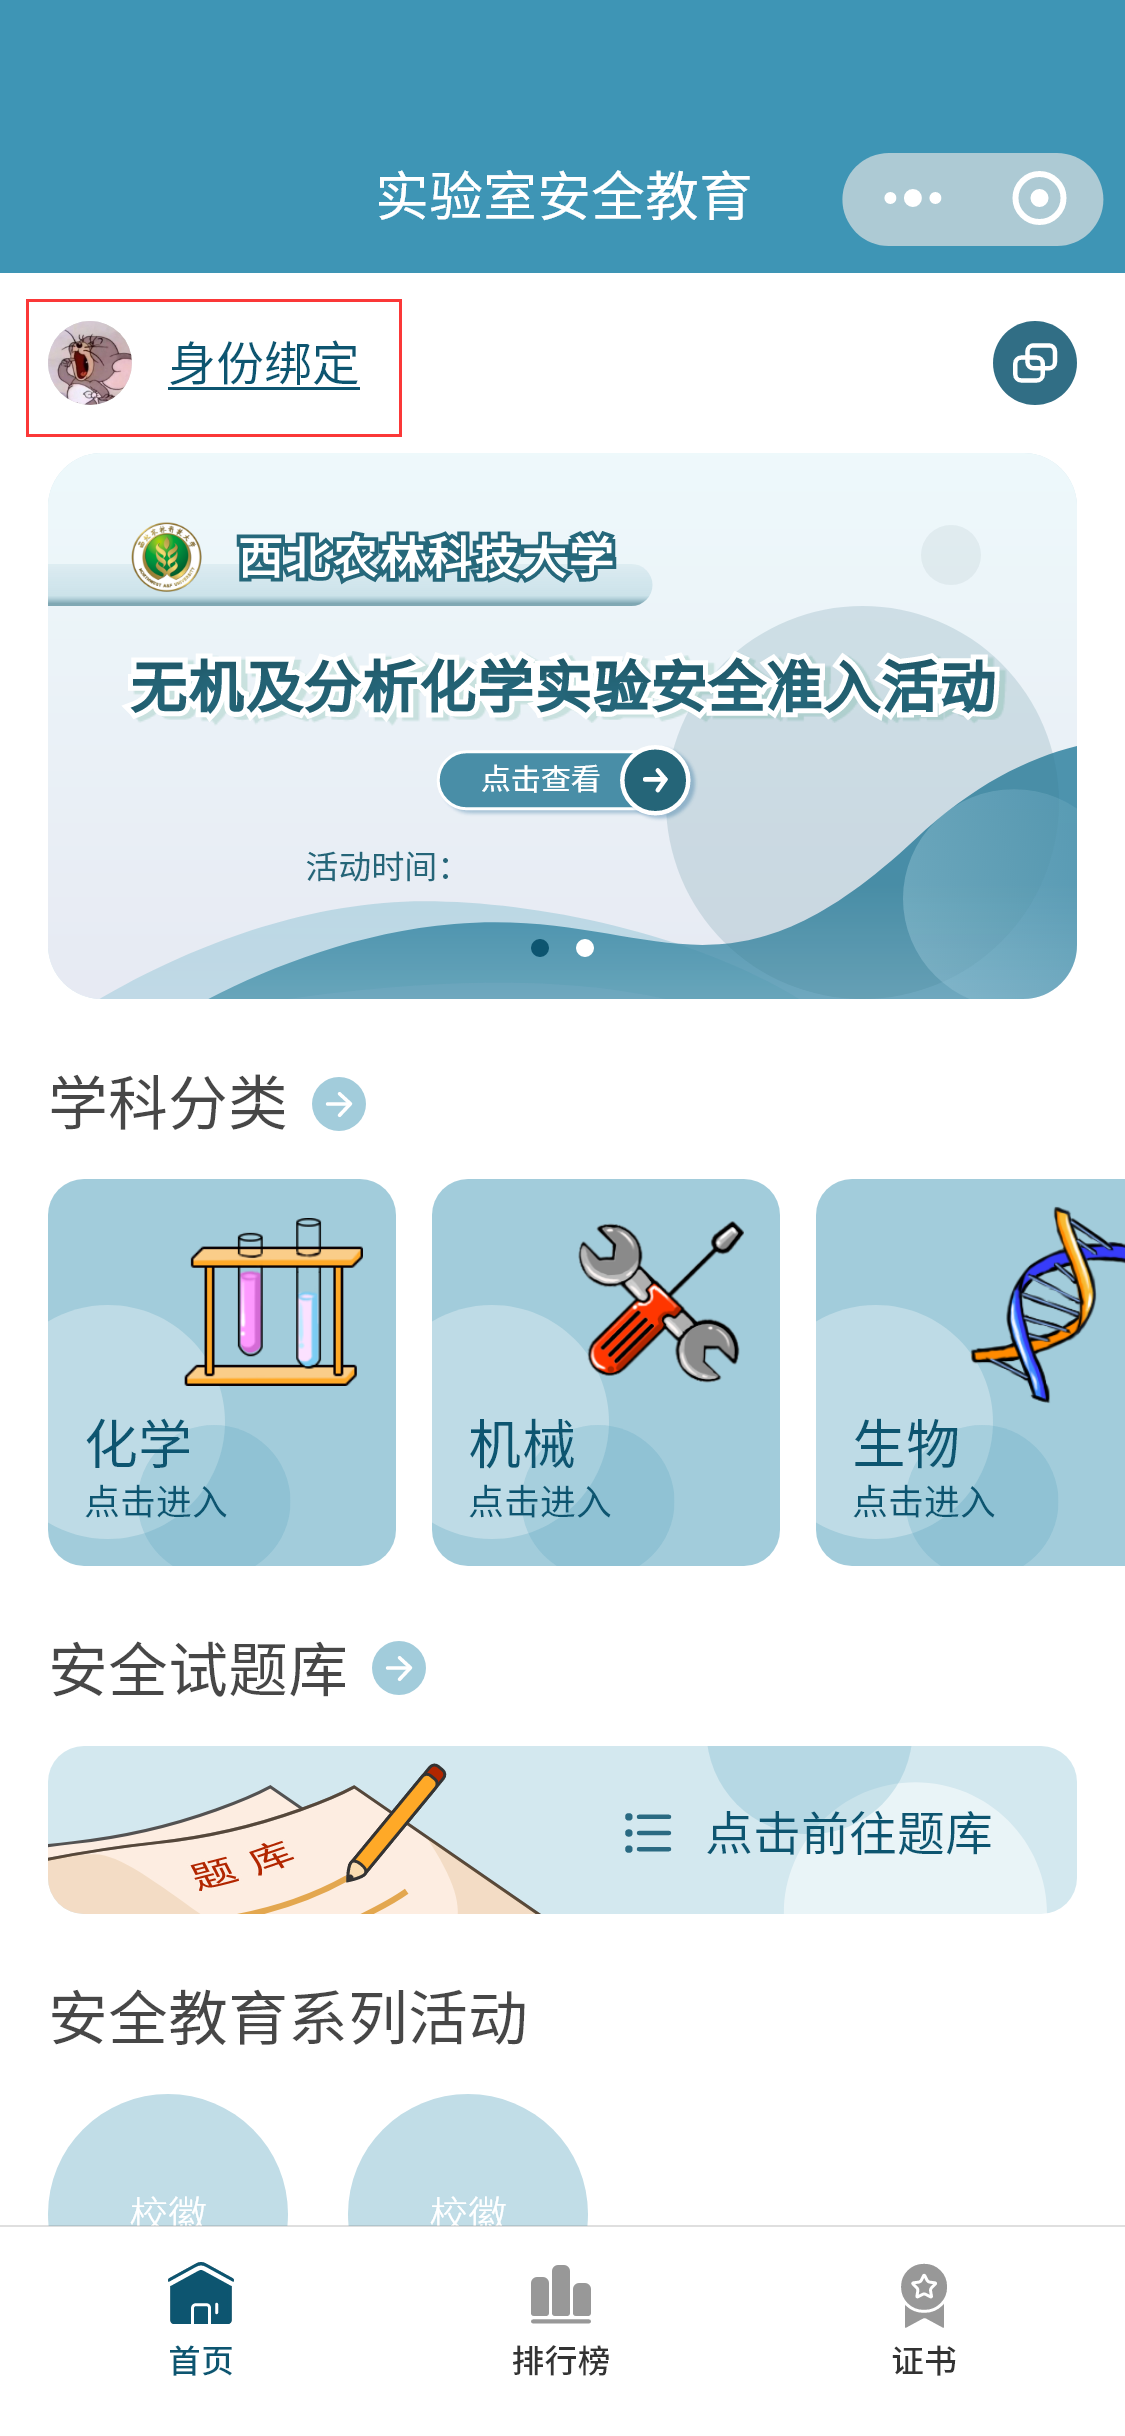 实验室安全教育
身份绑定
西北农林科技大学
无机及分析化学实验安全准入活动
点击查看
活动时间：
学科分类
化学
点击进入
机械
点击进入
生物
点击进入
安全试题库
题库
点击前往题库
安全教育系列活动
校徽
校徽
首页
排行榜
证书